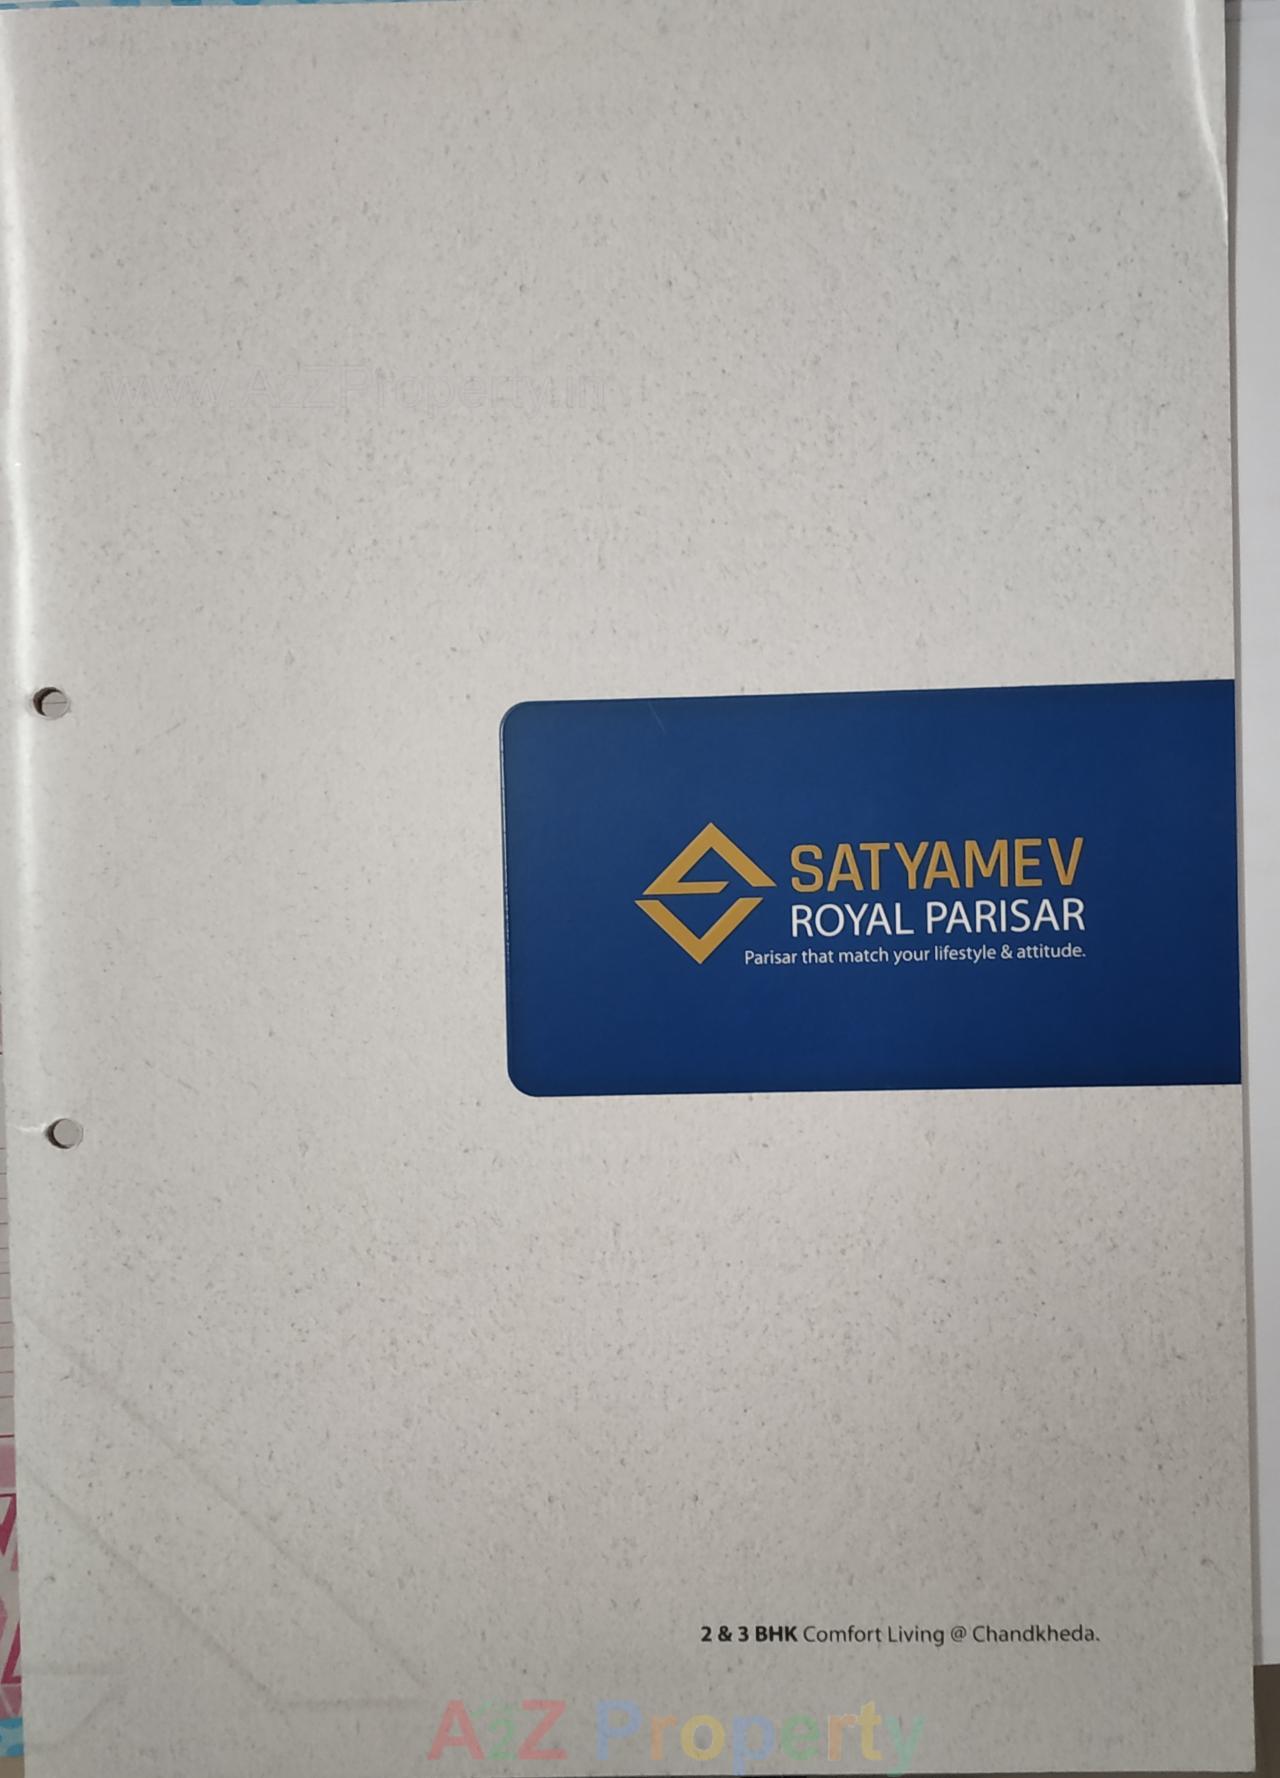 www.A2ZProperty.in
SATYAMEV
ROYAL PARISAR
Parisar that match your lifestyle & attitude.
2 & 3 BHK Comfort Living @ Chandkheda.
A2Z Property